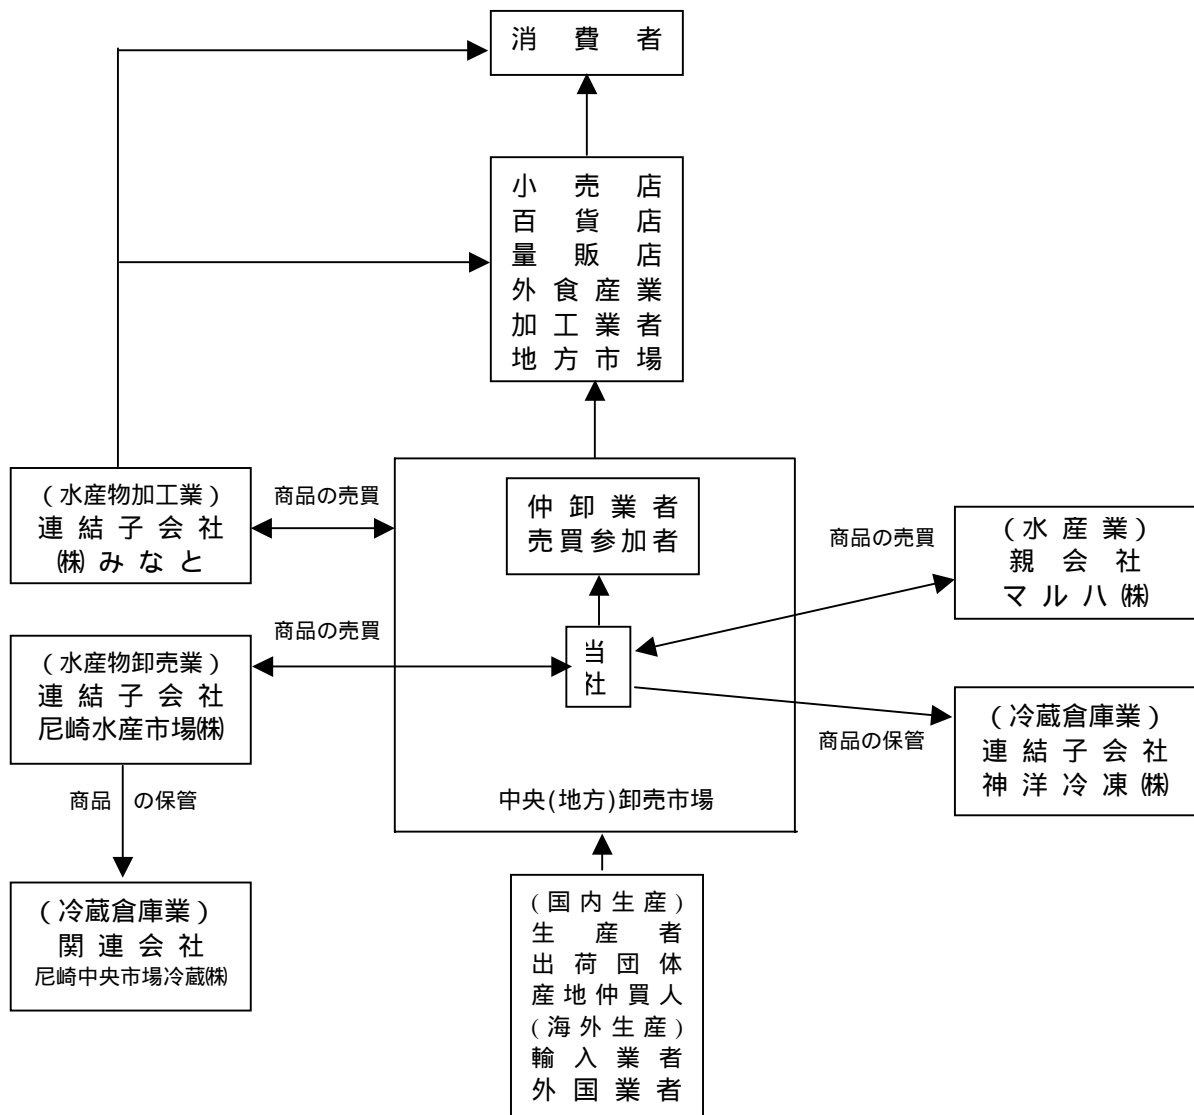 消費者
小売店
百貨店
量販店
外食産業
加工業者
地方市場
(水産物加工業)
連結子会社
㈱みなと
商品の売買
仲卸業者
売買参加者
商品の売買
(水産業)
親会社
マルハ㈱
(水産物卸売業)
連結子会社
尼崎水産市場㈱
商品の売買
当
社
商品の保管
(冷蔵倉庫業)
連結子会社
神洋冷凍㈱
商品の保管
中央(地方)卸売市場
(冷蔵倉庫業)
関連会社
尼崎中央市場冷蔵㈱
(国内生産)
生産者
出荷団体
産地仲買人
(海外生産)
輸入業者
外国業者